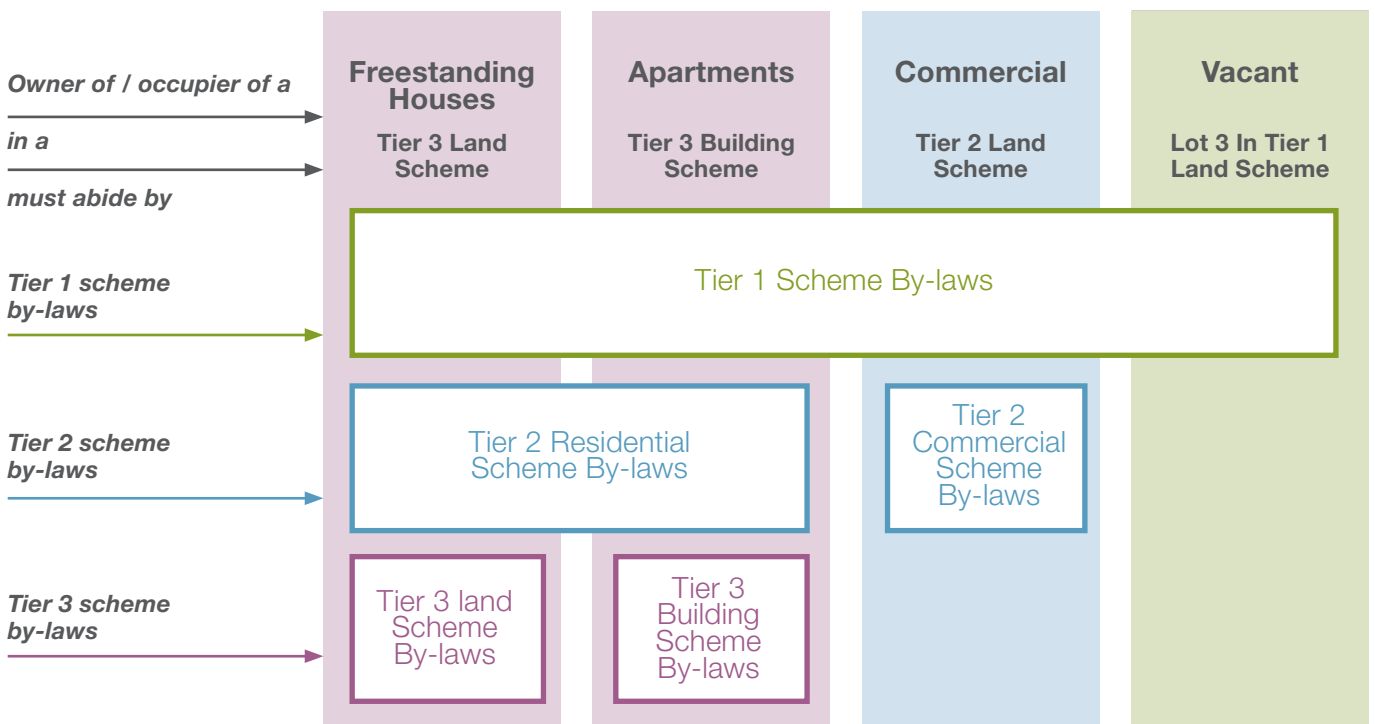 Owner of / occupier of a
Freestanding
Houses
Apartments
Commercial
Vacant
in a
Tier 3 Land
Scheme
Tier 3 Building
Scheme
Tier 2 Land
Scheme
Lot 3 In Tier 1
Land Scheme
must abide by
Tier 1 scheme
by-laws
Tier 1 Scheme By-laws
Tier 2 scheme
by-laws
Tier 2 Residential
Scheme By-laws
Tier 2
Commercial
Scheme
By-laws
Tier 3 scheme
by-laws
Tier 3 land
Scheme
By-laws
Tier 3
Building
Scheme
By-laws